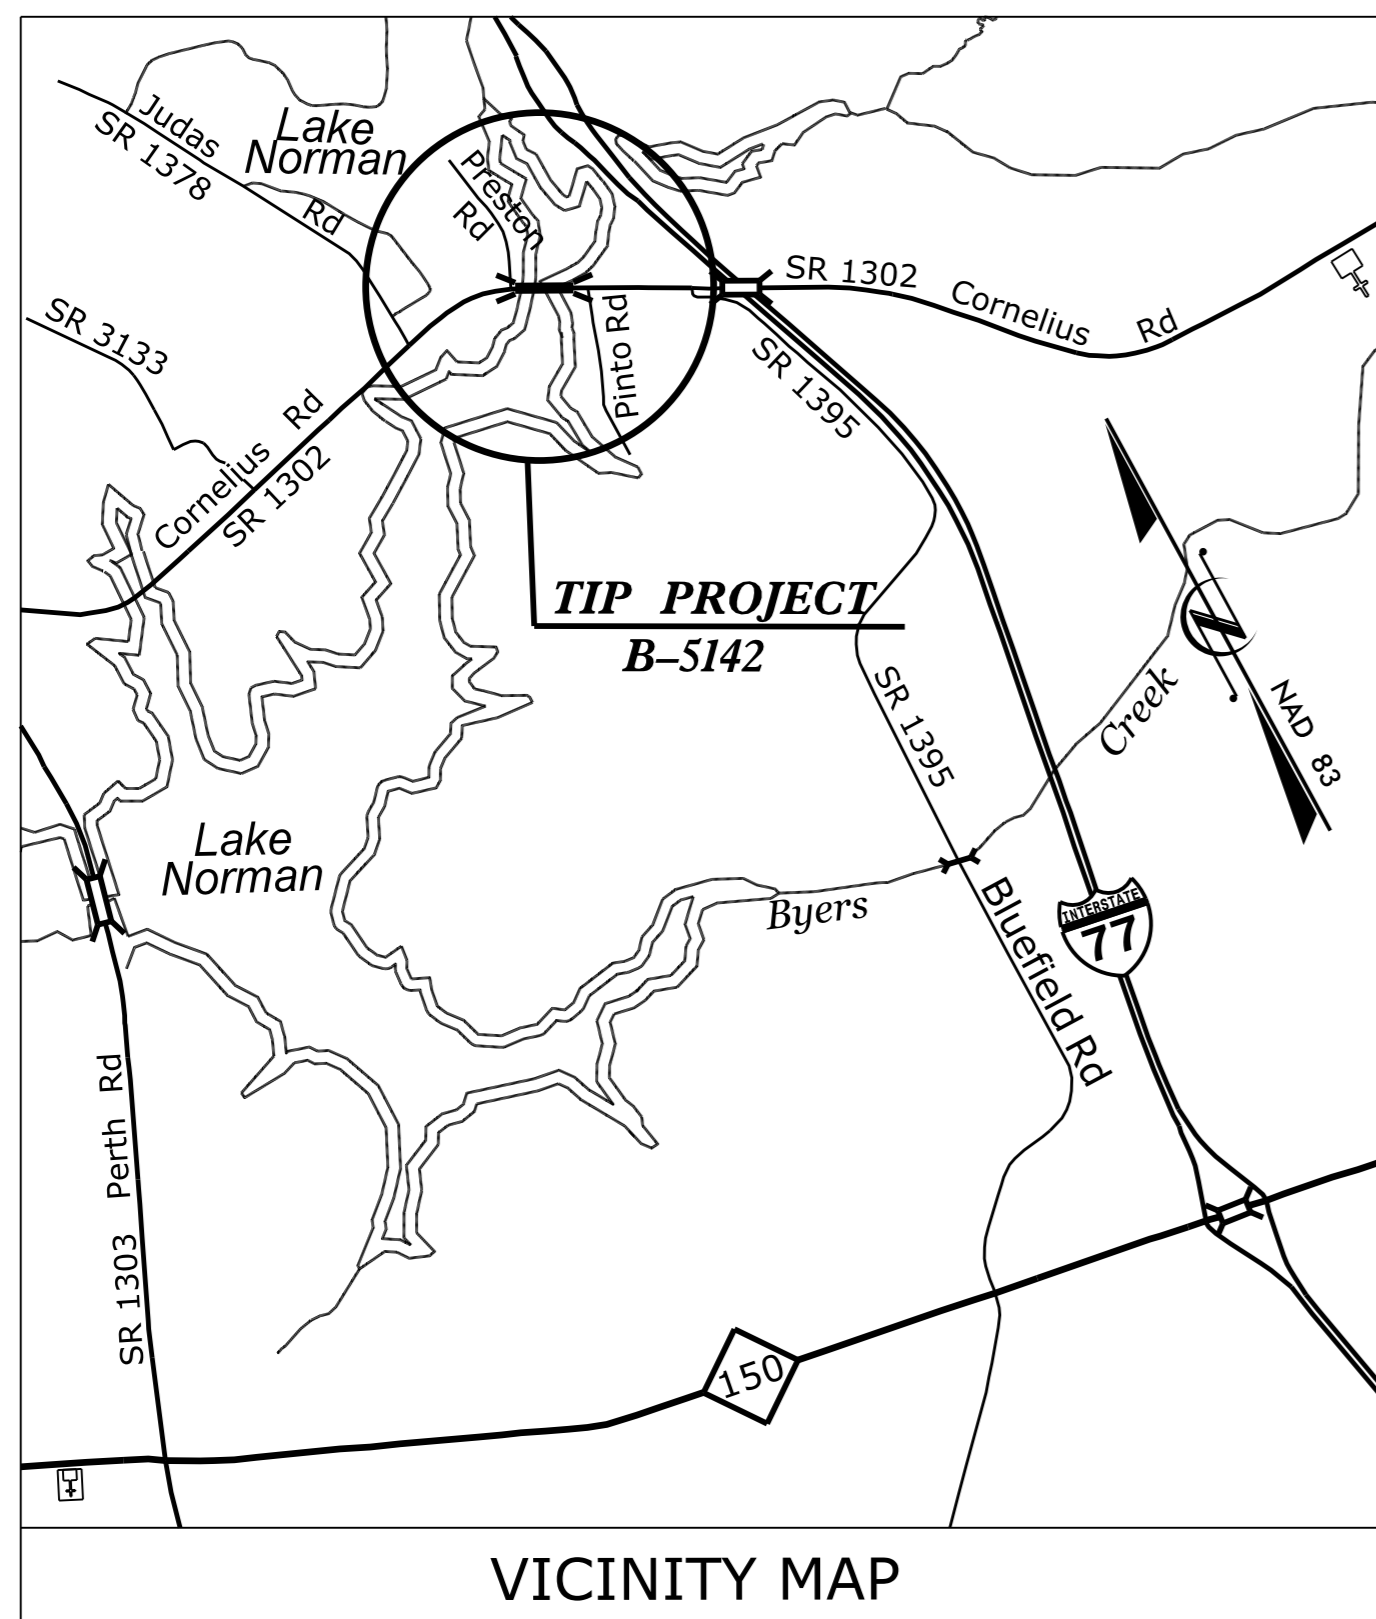 Judas
SR 1378
Rd
Lake
Norman
Preston
Rd
SR 1302
Cornelius
Rd
SR 3133
Pinto Rd
SR 1395
Cornelius
Rd
SR 1302
TIP PROJECT
B–5142
SR 1395
Creek
NAD 83
Lake
Norman
Byers
Bluefield Rd
INTERSTATE
77
SR 1303 Perth Rd
150
VICINITY MAP